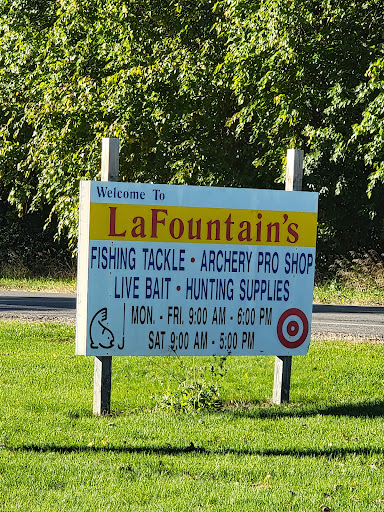 Welcome To
LaFountain's
FISHING TACKLE • ARCHERY PRO SHOP
LIVE BAIT • HUNTING SUPPLIES
MON. - FRI. 9:00 AM - 6:00 PM
SAT 9:00 AM - 5:00 PM